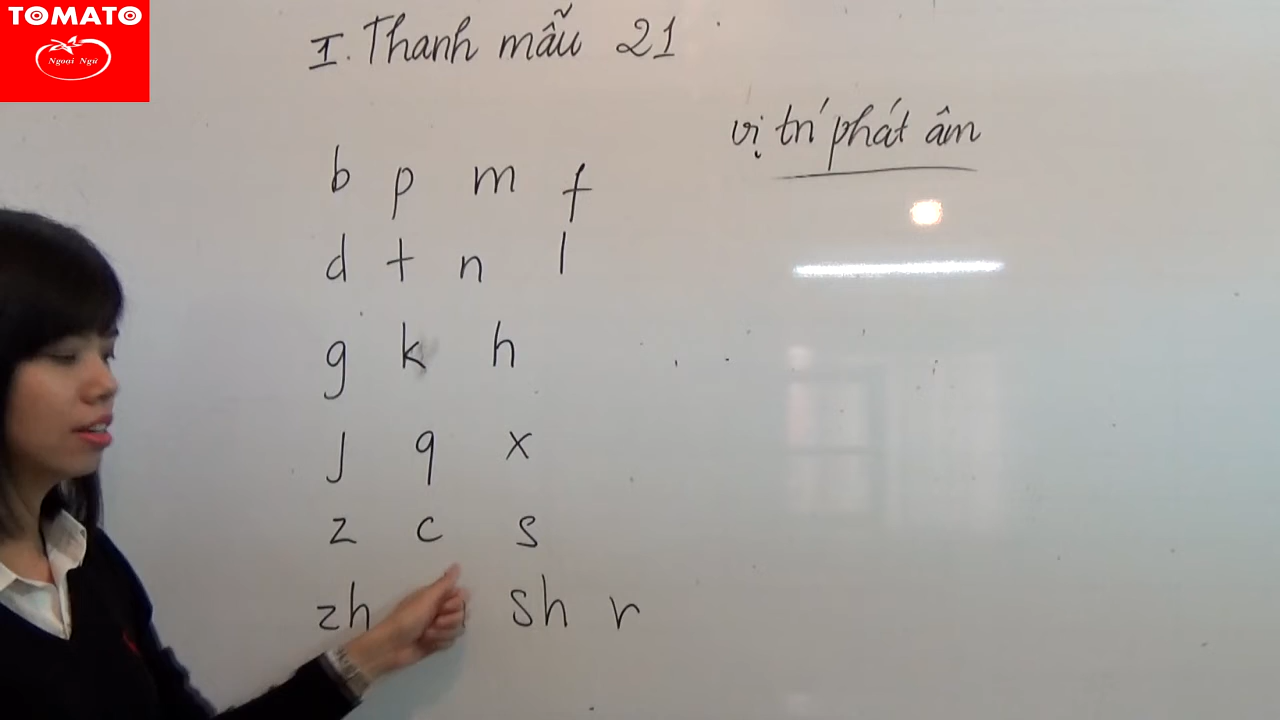 TOMATO
Ngoại Ngữ
I. Thanh mẫu 21
vị trí phát âm
b p m f
d t n l
g k h
j q x
z c s
zh sh r